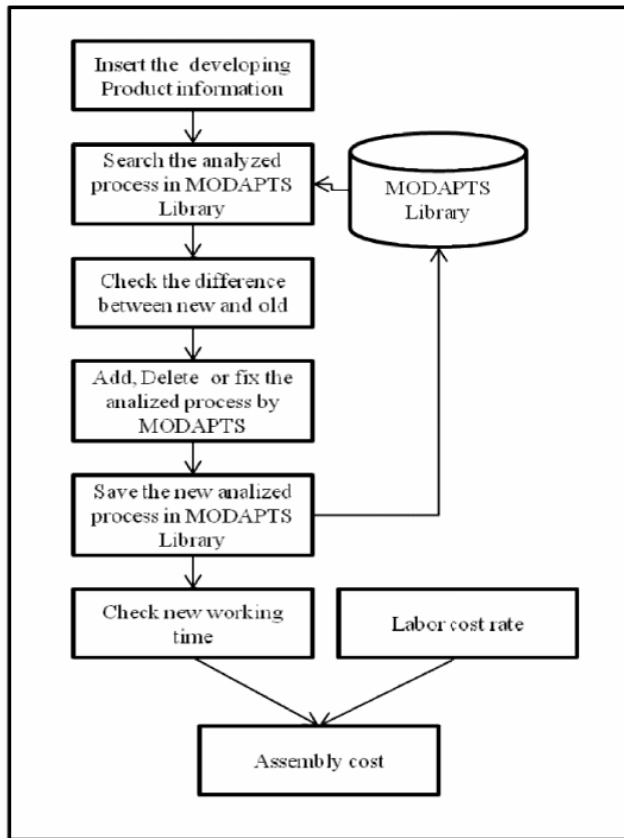 Insert the developing
Product information
Search the analyzed
process in MODAPTS
Library
MODAPTS
Library
Check the difference
between new and old
Add, Delete or fix the
analized process by
MODAPTS
Save the new analized
process in MODAPTS
Library
Check new working
time
Labor cost rate
Assembly cost